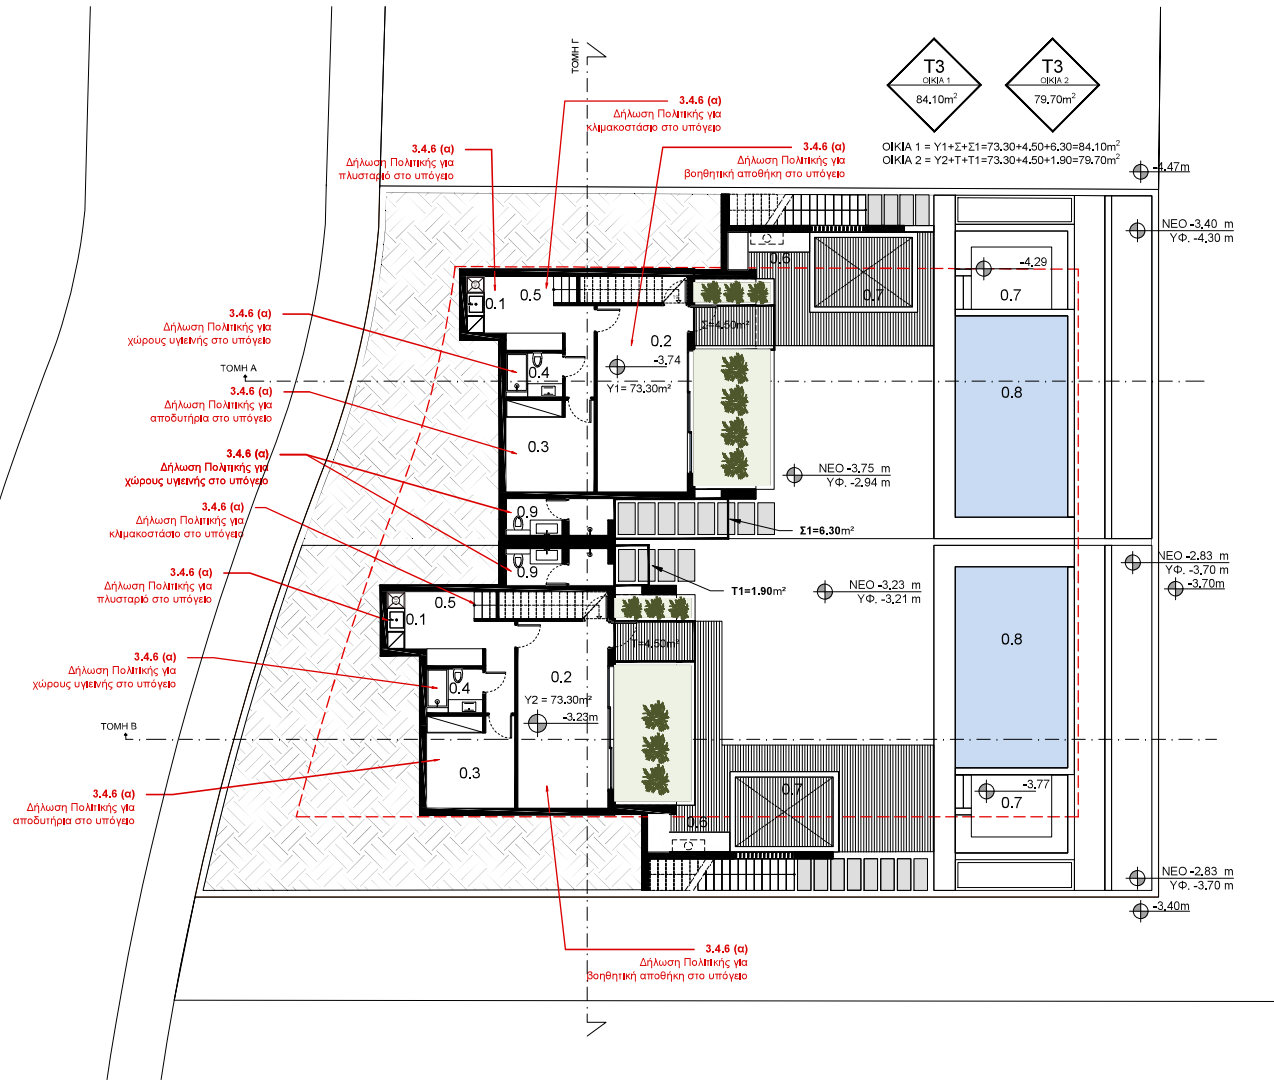 ΤΟΜΗ Γ
T3
ΟΙΚΙΑ 1
84.10m²
T3
ΟΙΚΙΑ 2
79.70m²
ΟΙΚΙΑ 1 = Υ1+Σ+Σ1=73.30+4.50+6.30=84.10m²
ΟΙΚΙΑ 2 = Υ2+Τ+Τ1=73.30+4.50+1.90=79.70m²
3.4.6 (α)
Δήλωση Πολιτικής για
κλιμακοστάσιο στο υπόγειο
3.4.6 (α)
Δήλωση Πολιτικής για
πλυσταριό στο υπόγειο
3.4.6 (α)
Δήλωση Πολιτικής για
βοηθητική αποθήκη στο υπόγειο
-4.47m
ΝΕΟ -3.40 m
ΥΦ. -4.30 m
0.6
-4.29
0.7
0.7
0.1
0.5
3.4.6 (α)
Δήλωση Πολιτικής για
χώρους υγιεινής στο υπόγειο
Σ=4.50m²
0.2
-3.74
0.4
Υ1= 73.30m²
ΤΟΜΗ Α
0.8
3.4.6 (α)
Δήλωση Πολιτικής για
αποδυτήρια στο υπόγειο
0.3
3.4.6 (α)
Δήλωση Πολιτικής για
χώρους υγιεινής στο υπόγειο
ΝΕΟ -3.75 m
ΥΦ. -2.94 m
3.4.6 (α)
Δήλωση Πολιτικής για
κλιμακοστάσιο στο υπόγειο
0.9
Σ1=6.30m²
0.9
ΝΕΟ -2.83 m
ΥΦ. -3.70 m
-3.70m
3.4.6 (α)
Δήλωση Πολιτικής για
πλυσταριό στο υπόγειο
Τ1=1.90m²
ΝΕΟ -3.23 m
ΥΦ. -3.21 m
0.5
0.1
Τ=4.50m²
0.8
3.4.6 (α)
Δήλωση Πολιτικής για
χώρους υγιεινής στο υπόγειο
0.2
0.4
Υ2 = 73.30m²
-3.23m
ΤΟΜΗ Β
0.3
3.4.6 (α)
Δήλωση Πολιτικής για
αποδυτήρια στο υπόγειο
0.7
-3.77
0.7
0.6
ΝΕΟ -2.83 m
ΥΦ. -3.70 m
-3.40m
3.4.6 (α)
Δήλωση Πολιτικής για
βοηθητική αποθήκη στο υπόγειο